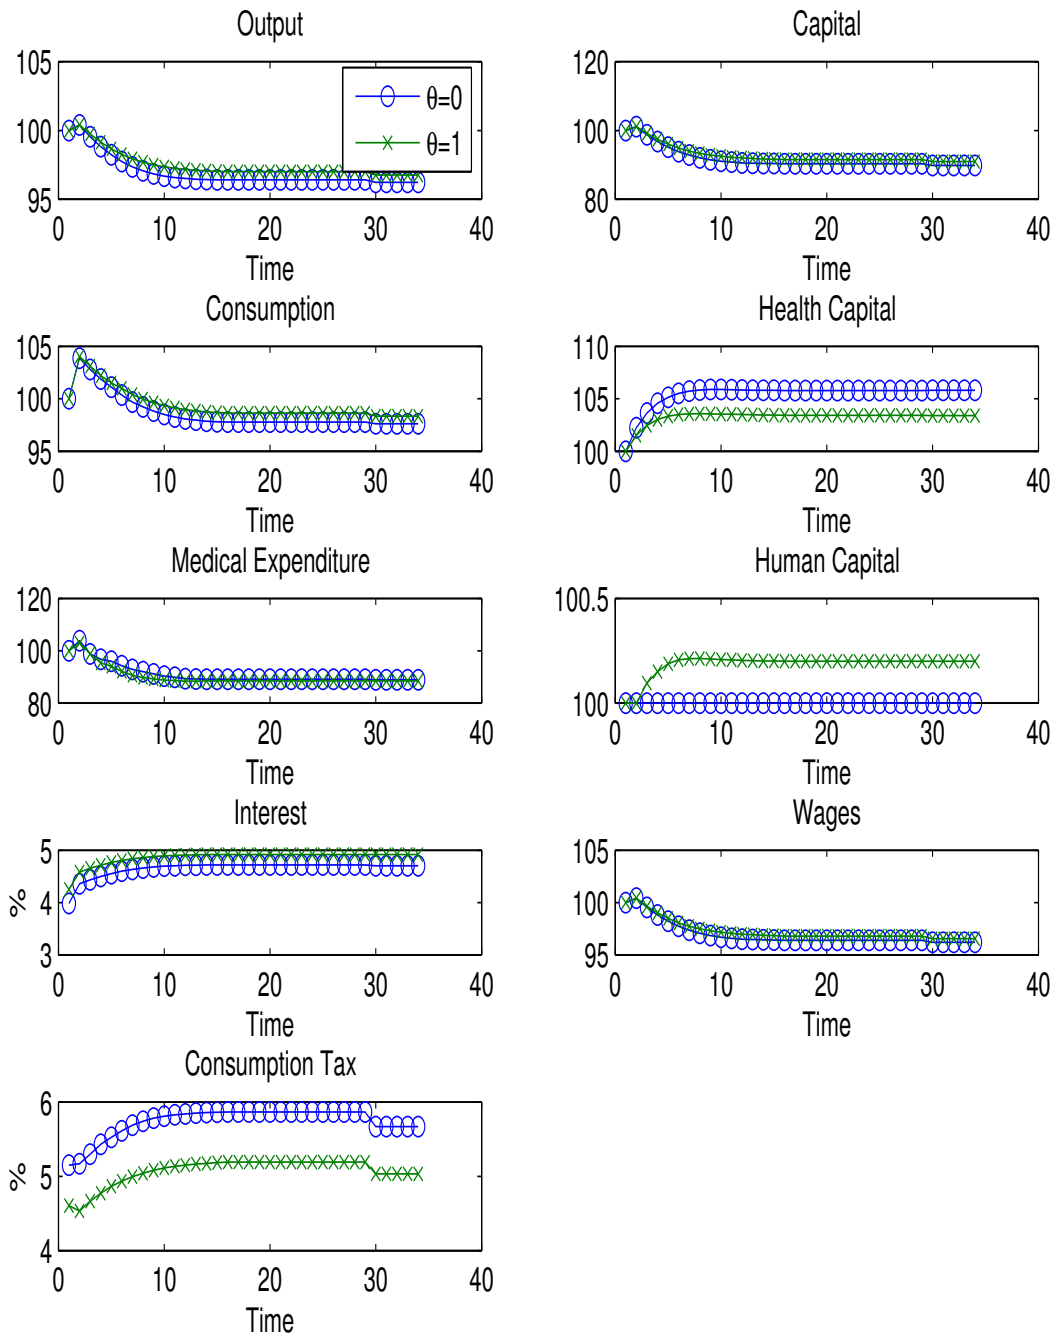 Output
105
100
95
θ=0
θ=1
0 10 20 30 40
Time
Capital
120
100
80
0 10 20 30 40
Time
Consumption
105
100
95
0 10 20 30 40
Time
Health Capital
110
105
100
0 10 20 30 40
Time
Medical Expenditure
120
100
80
0 10 20 30 40
Time
Human Capital
100.5
100
0 10 20 30 40
Time
Interest
%
5
4
3
0 10 20 30 40
Time
Wages
105
100
95
0 10 20 30 40
Time
Consumption Tax
%
6
5
4
0 10 20 30 40
Time